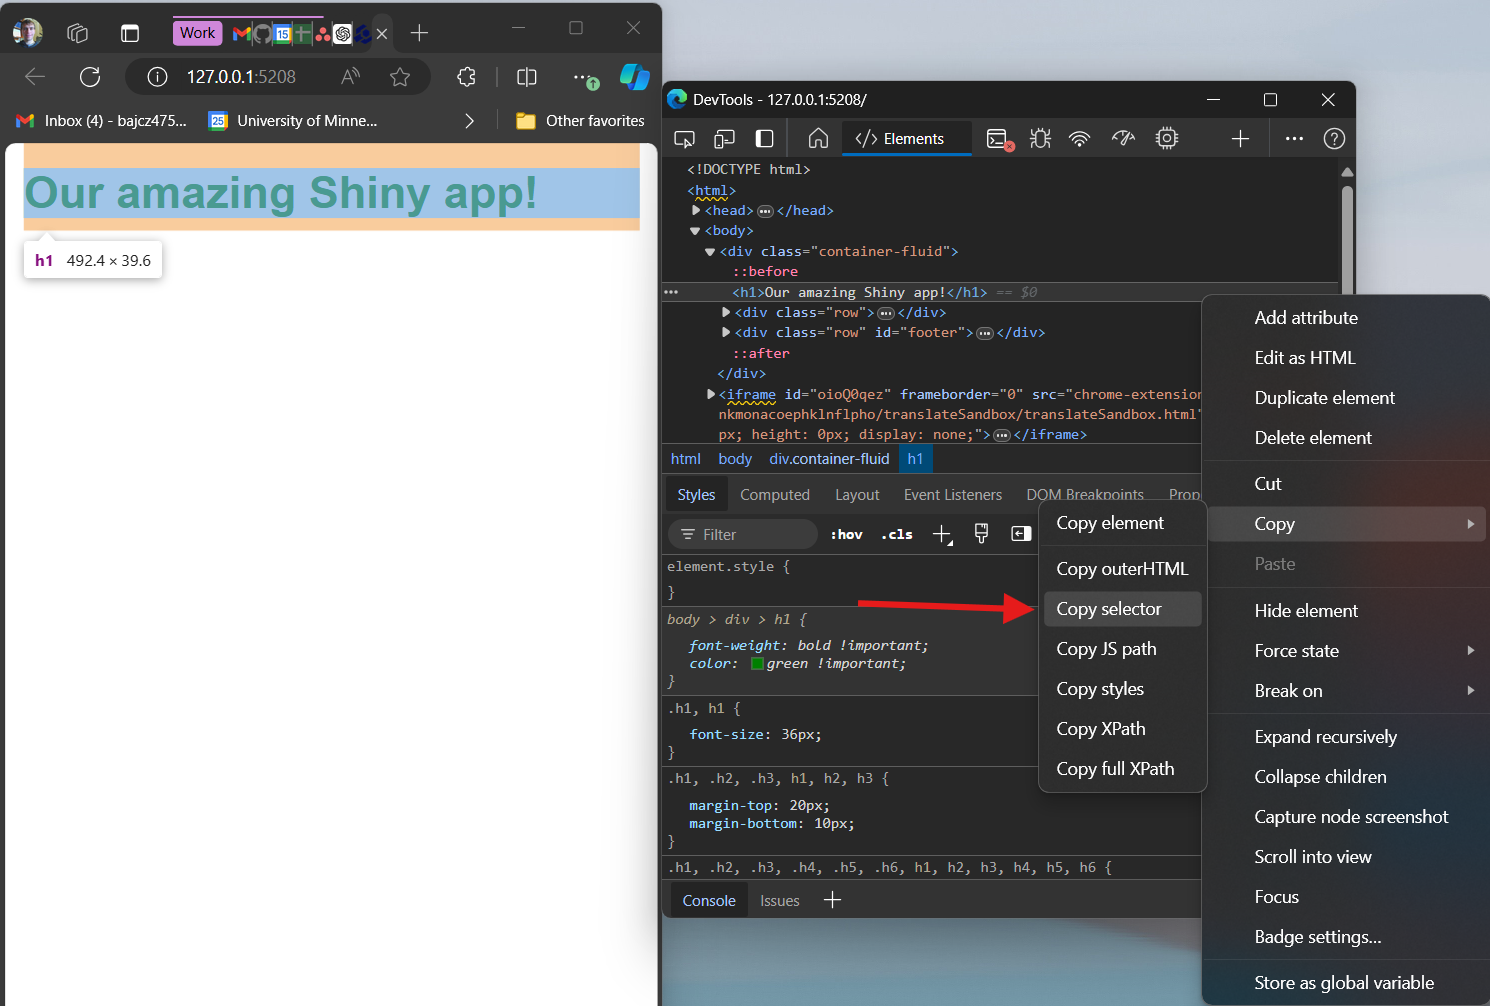 Work
15
127.0.0.1:5208
A
Inbox (4) - bajcz475...
25
University of Minne...
Other favorites
Our amazing Shiny app!
h1 492.4 × 39.6
DevTools - 127.0.0.1:5208/
</> Elements
<!DOCTYPE html>
<html>
<head> ••• </head>
<body>
<div class="container-fluid">
::before
••• <h1>Our amazing Shiny app!</h1> == $0
<div class="row"> ••• </div>
<div class="row" id="footer"> ••• </div>
::after
</div>
<iframe id="oioQ0qez" frameborder="0" src="chrome-extension
nkmonacoephklnflpho/translateSandbox/translateSandbox.html"
px; height: 0px; display: none;"> ••• </iframe>
html body div.container-fluid h1
Styles Computed Layout Event Listeners DOM Breakpoints Prop
Filter :hov .cls
element.style {
}
body > div > h1 {
font-weight: bold !important;
color: green !important;
}
.h1, h1 {
font-size: 36px;
}
.h1, .h2, .h3, h1, h2, h3 {
margin-top: 20px;
margin-bottom: 10px;
}
.h1, .h2, .h3, .h4, .h5, .h6, h1, h2, h3, h4, h5, h6 {
Console Issues
Copy element
Copy outerHTML
Copy selector
Copy JS path
Copy styles
Copy XPath
Copy full XPath
Add attribute
Edit as HTML
Duplicate element
Delete element
Cut
Copy
Paste
Hide element
Force state
Break on
Expand recursively
Collapse children
Capture node screenshot
Scroll into view
Focus
Badge settings...
Store as global variable